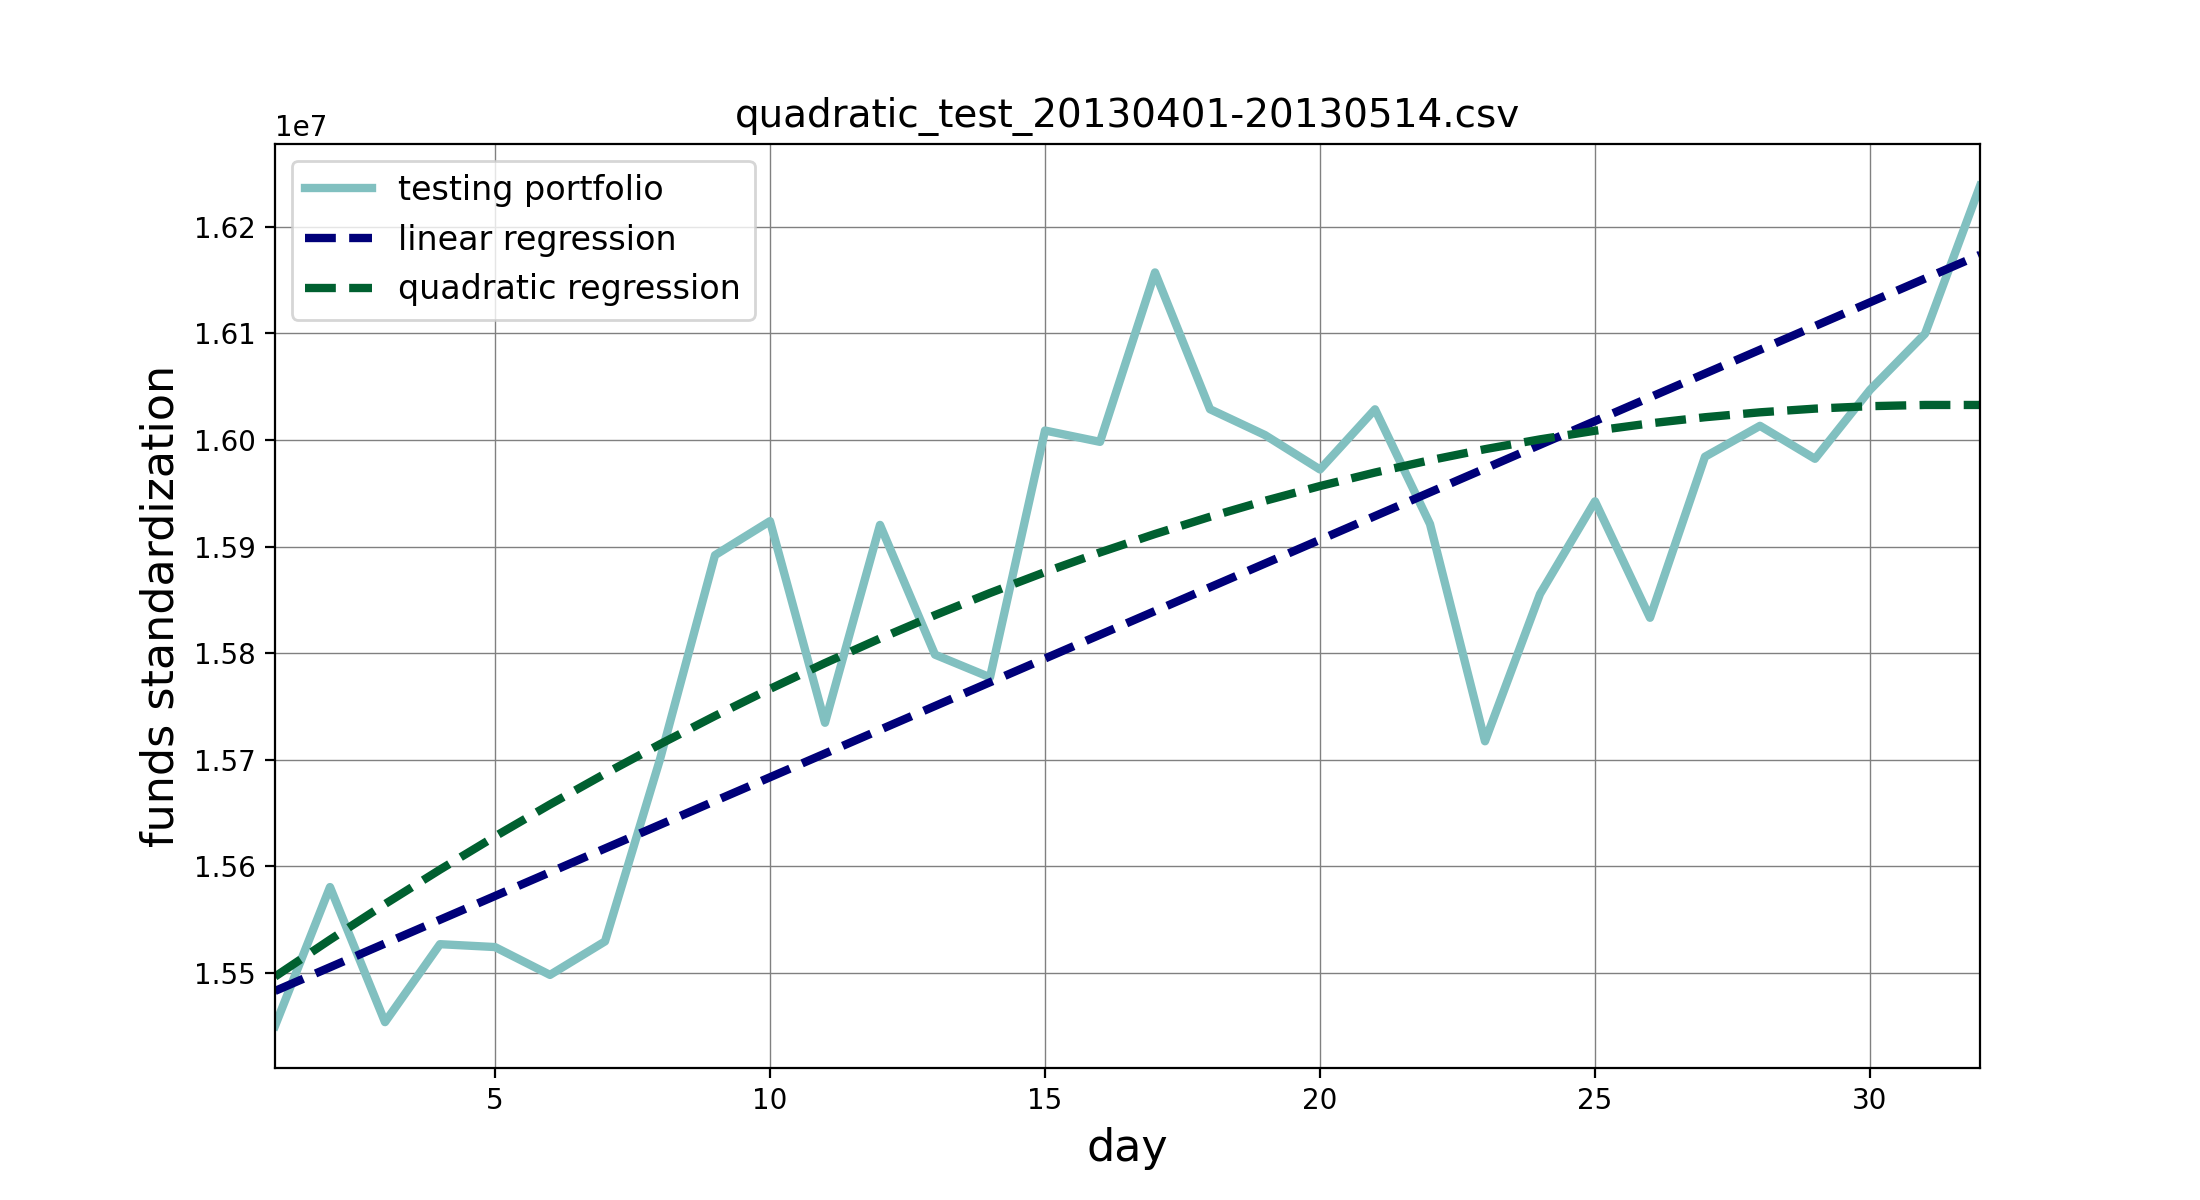 quadratic_test_20130401-20130514.csv
1e7
testing portfolio
linear regression
quadratic regression
1.62
1.61
1.60
1.59
1.58
1.57
1.56
1.55
funds standardization
5 10 15 20 25 30
day